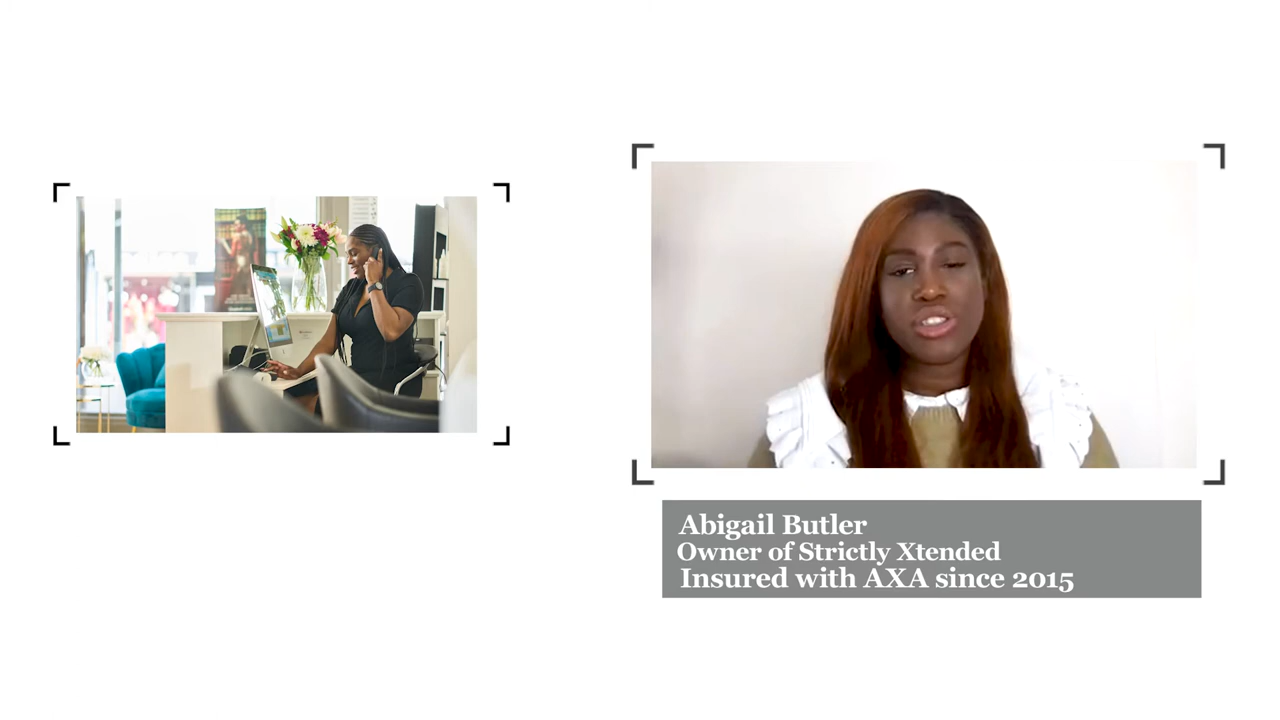 Abigail Butler
Owner of Strictly Xtended
Insured with AXA since 2015